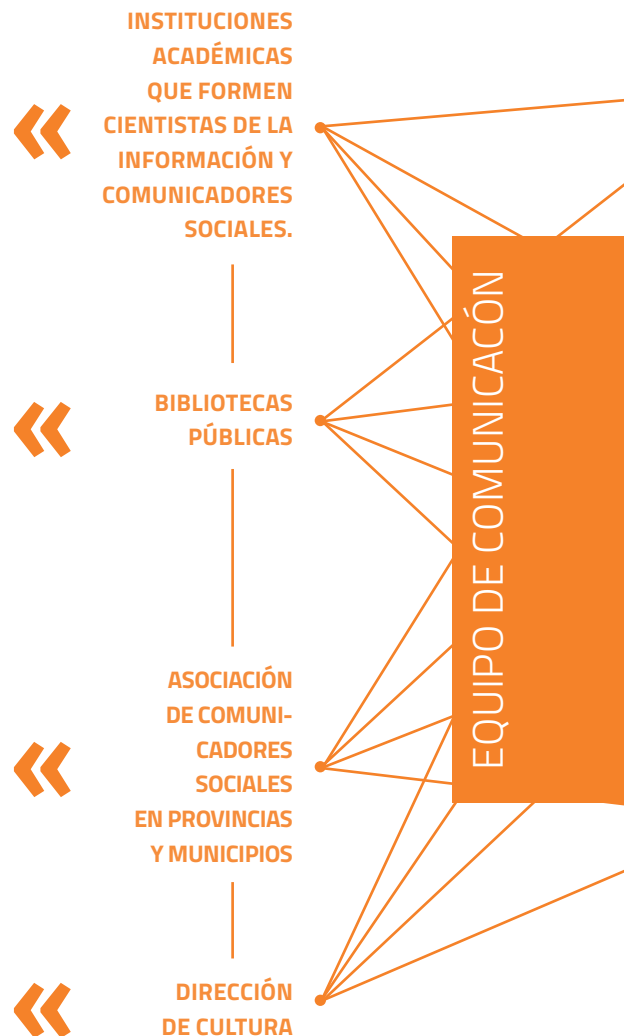 INSTITUCIONES
ACADÉMICAS
QUE FORMEN
CIENTISTAS DE LA
INFORMACIÓN Y
COMUNICADORES
SOCIALES.
BIBLIOTECAS
PÚBLICAS
ASOCIACIÓN
DE COMUNI-
CADORES
SOCIALES
EN PROVINCIAS
Y MUNICIPIOS
DIRECCIÓN
DE CULTURA
EQUIPO DE COMUNICACÓN